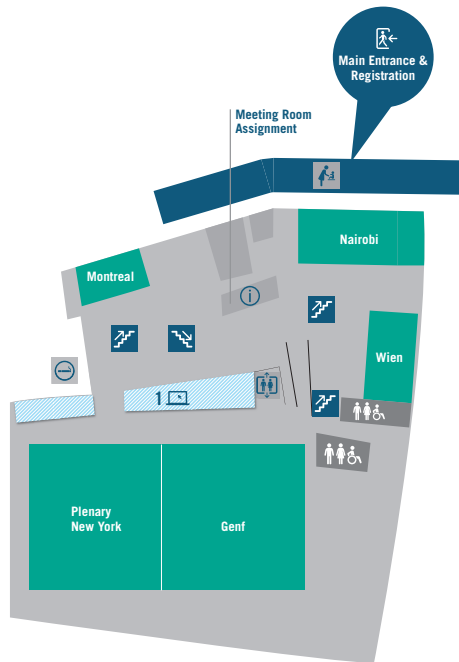 Main Entrance &
Registration
Meeting Room
Assignment
Nairobi
Montreal
i
Wien
1
Plenary
New York
Genf